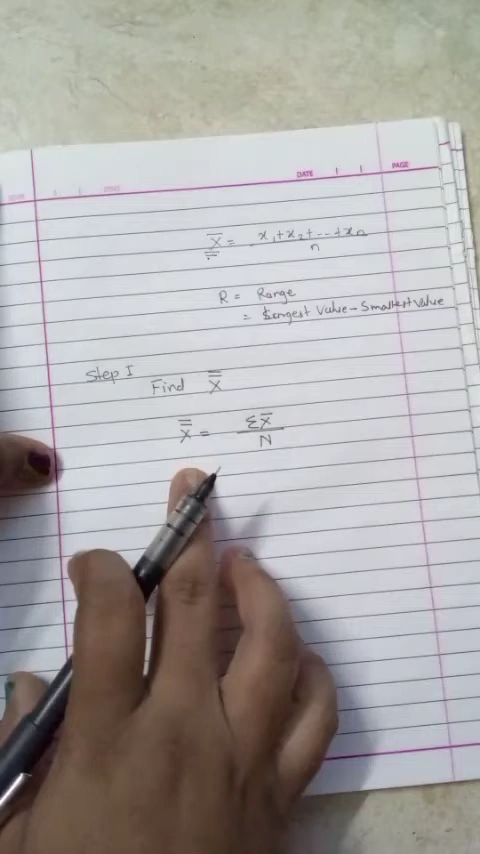 DATE PAGE
X̄ = x₁+x₂+---+xₙ
n
R = Range
= Largest Value - Smallest Value
Step I
Find X̿
X̿ = ΣX̄
N